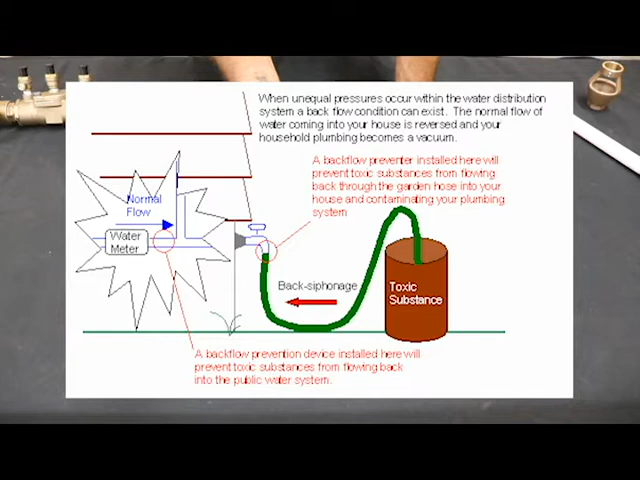 When unequal pressures occur within the water distribution
system a back flow condition can exist. The normal flow of
water coming into your house is reversed and your
household plumbing becomes a vacuum.
A backflow preventer installed here will
prevent toxic substances from flowing
back through the garden hose into your
house and contaminating your plumbing
system
Normal
Flow
Water
Meter
Back-siphonage
Toxic
Substance
A backflow prevention device installed here will
prevent toxic substances from flowing back
into the public water system.